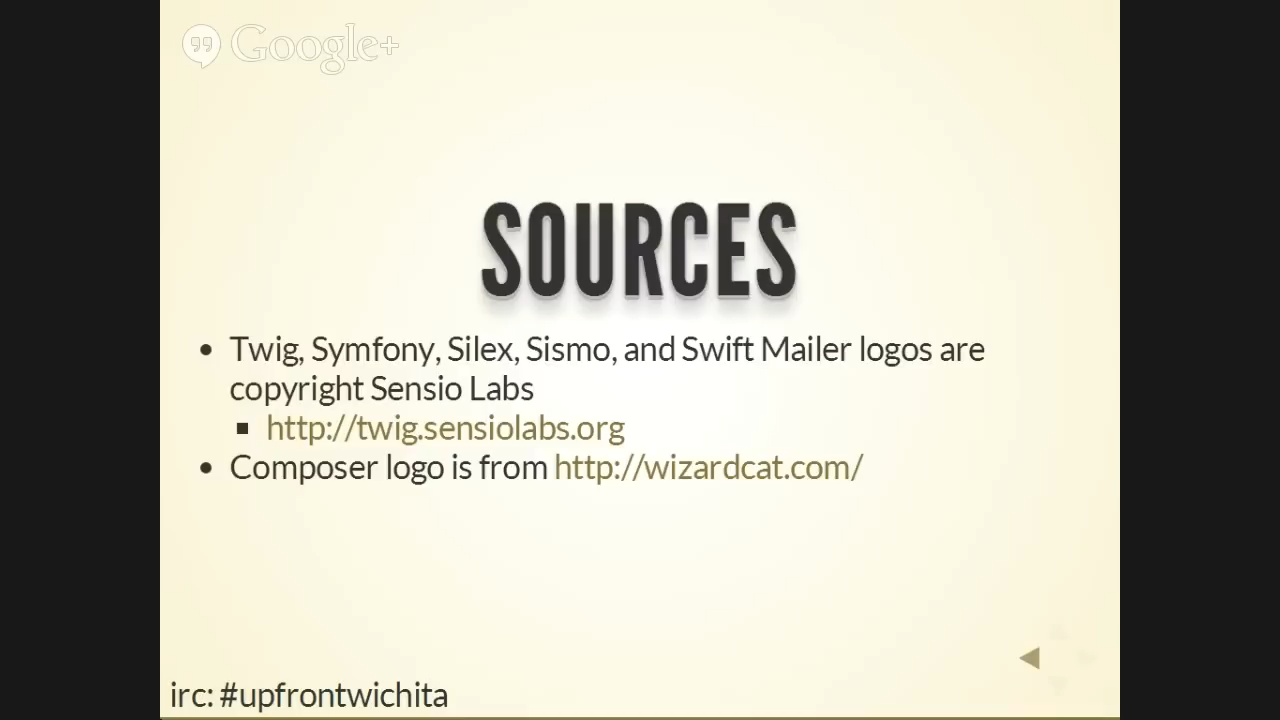 Google+
SOURCES
• Twig, Symfony, Silex, Sismo, and Swift Mailer logos are
copyright Sensio Labs
▪ http://twig.sensiolabs.org
• Composer logo is from http://wizardcat.com/
irc: #upfrontwichita